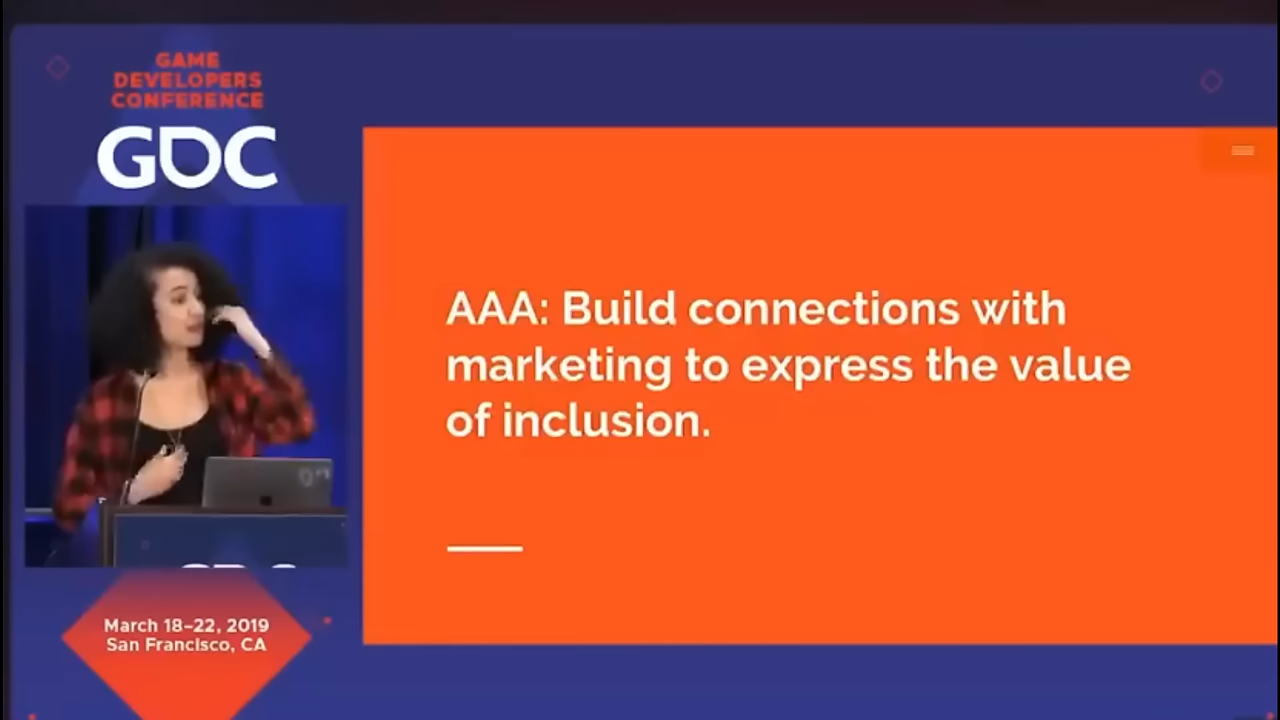 GAME
DEVELOPERS
CONFERENCE
GDC
AAA: Build connections with
marketing to express the value
of inclusion.
March 18–22, 2019
San Francisco, CA